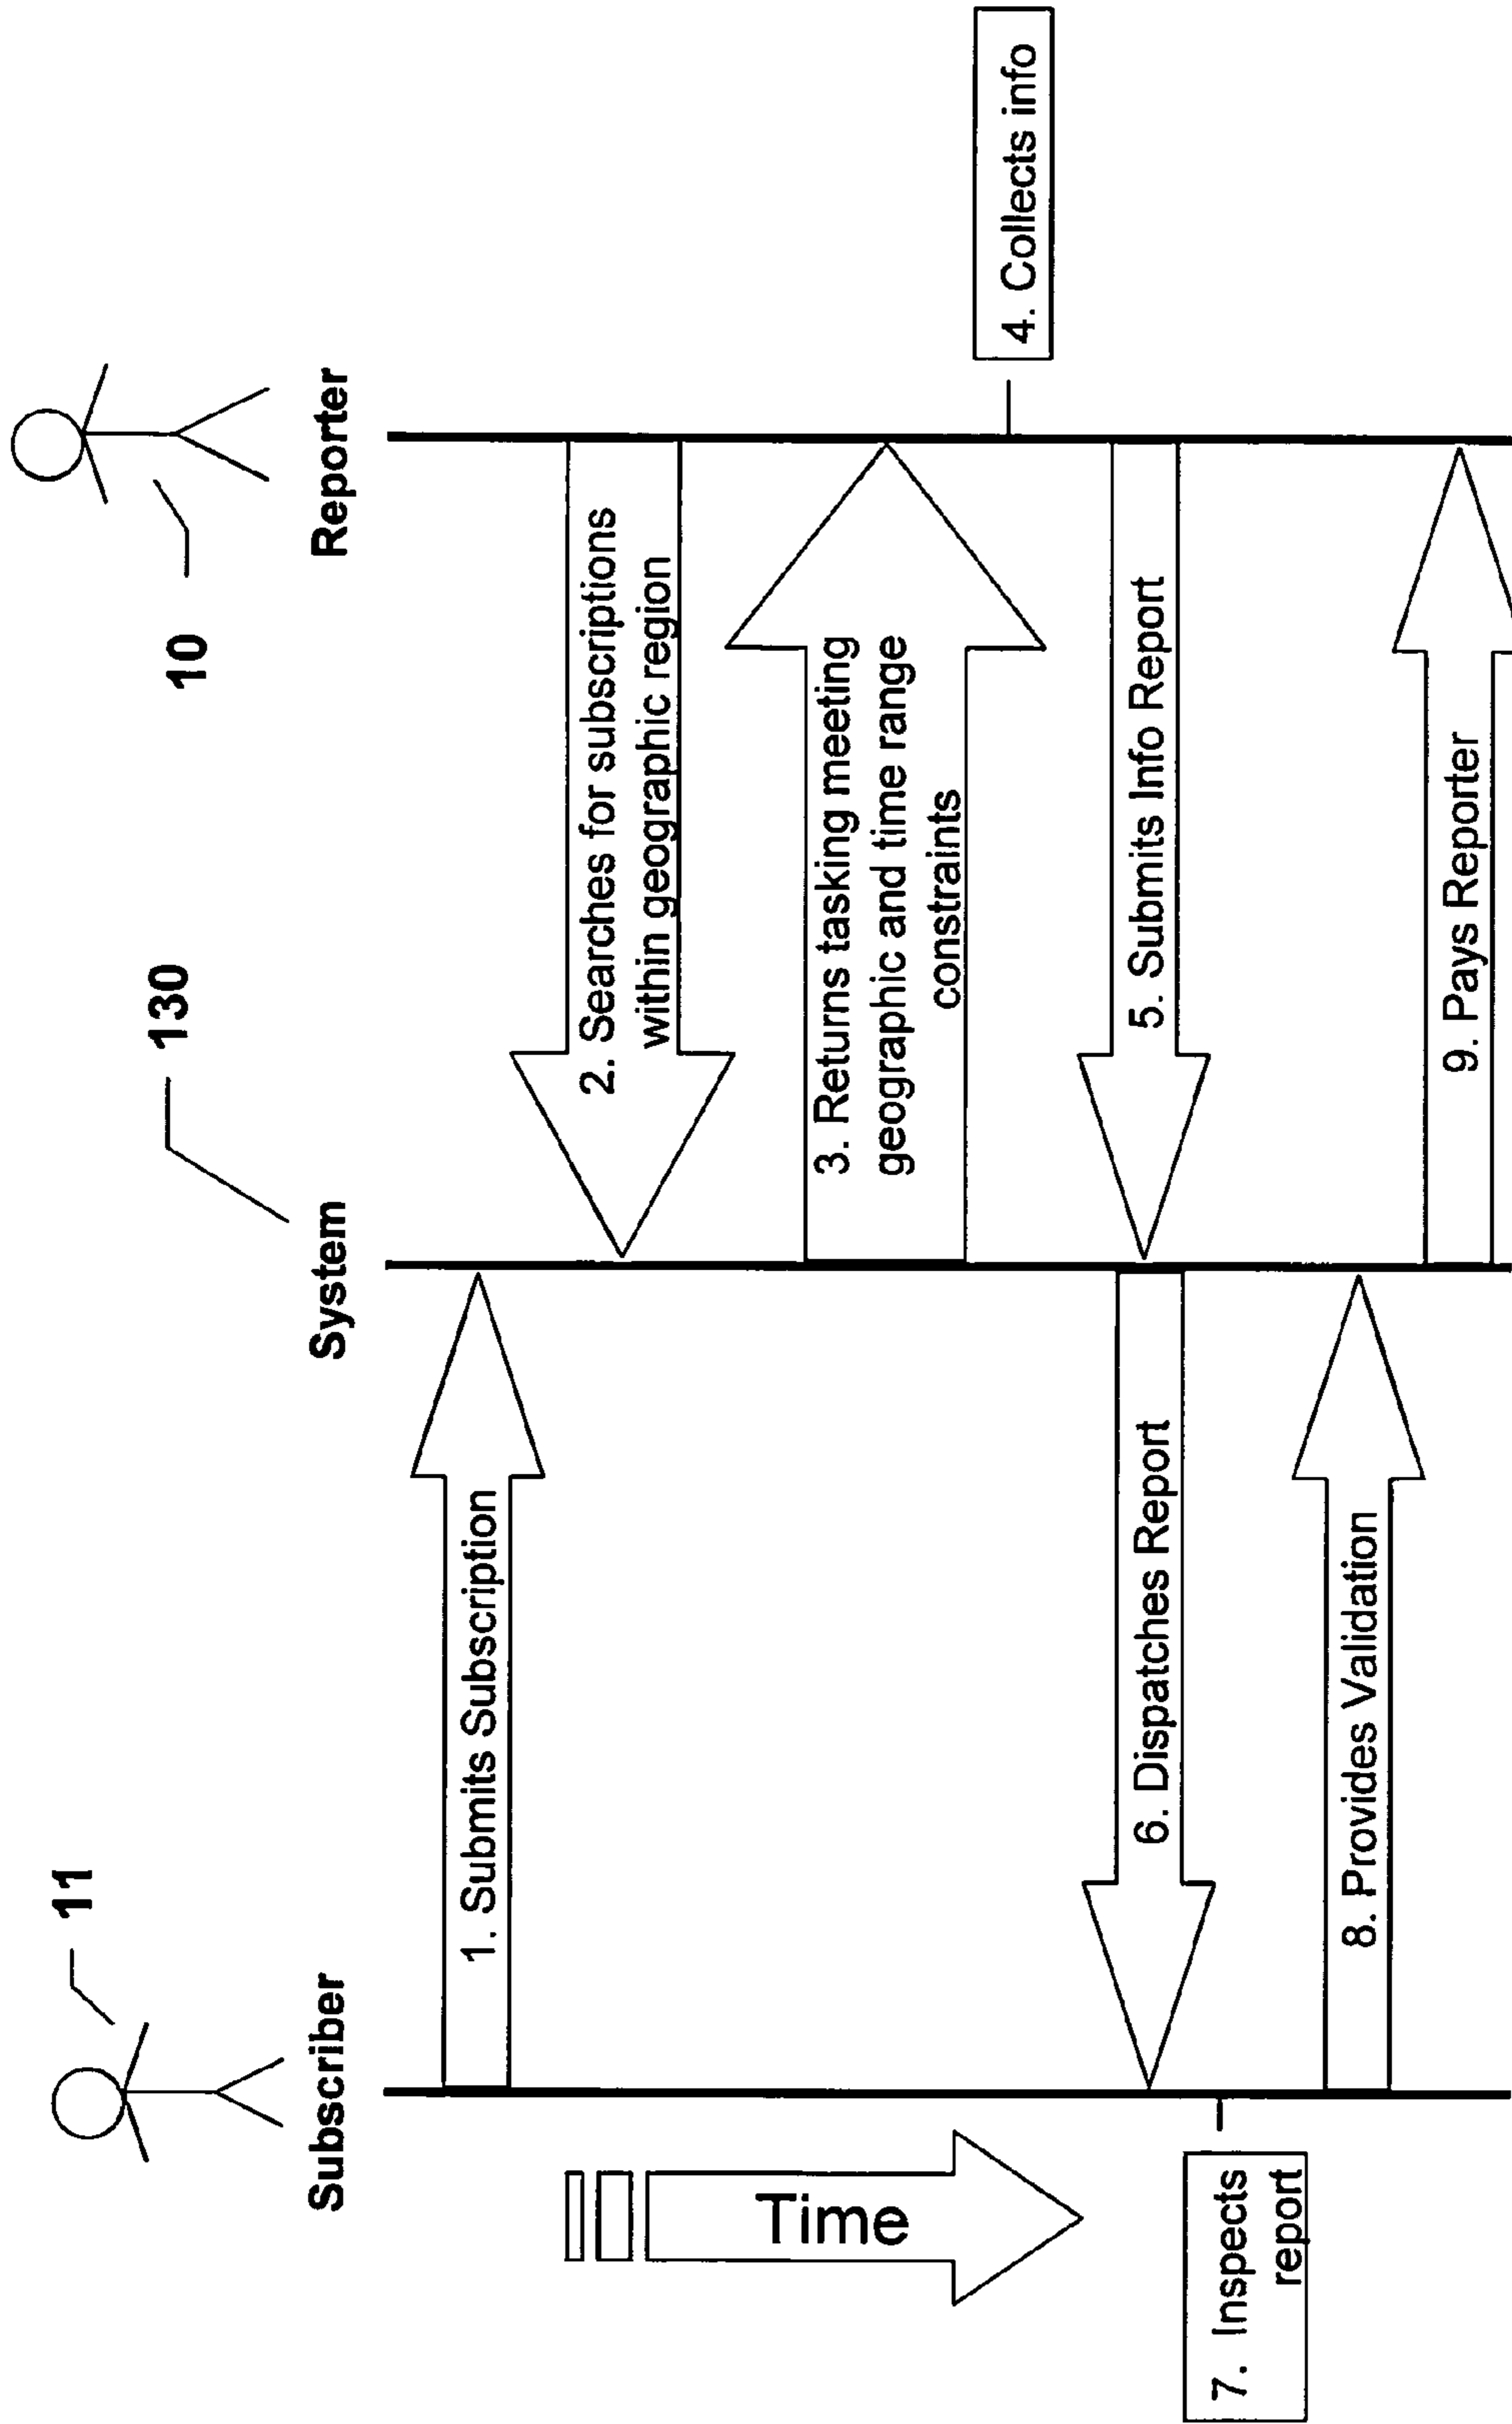 11
130
10
Subscriber
System
Reporter
1. Submits Subscription
2. Searches for subscriptions
within geographic region
Time
3. Returns tasking meeting
geographic and time range
constraints
4. Collects info
5. Submits Info Report
6. Dispatches Report
7. Inspects
report
8. Provides Validation
9. Pays Reporter